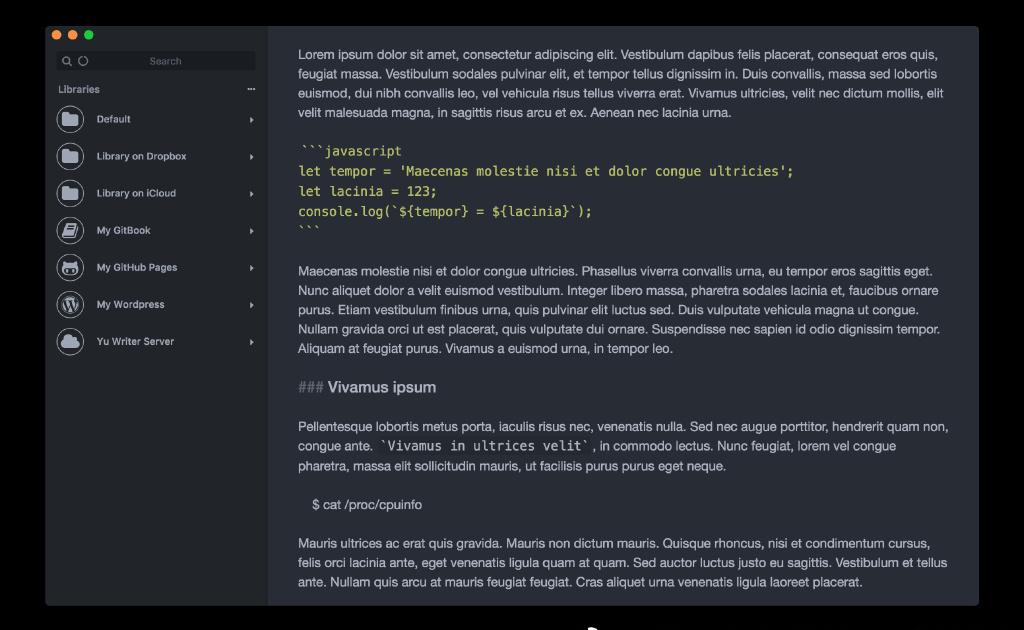 Search
Libraries
Default
Library on Dropbox
Library on iCloud
My GitBook
My GitHub Pages
My Wordpress
Yu Writer Server
Lorem ipsum dolor sit amet, consectetur adipiscing elit. Vestibulum dapibus felis placerat, consequat eros quis,
feugiat massa. Vestibulum sodales pulvinar elit, et tempor tellus dignissim in. Duis convallis, massa sed lobortis
euismod, dui nibh convallis leo, vel vehicula risus tellus viverra erat. Vivamus ultricies, velit nec dictum mollis, elit
velit malesuada magna, in sagittis risus arcu et ex. Aenean nec lacinia urna.
```javascript
let tempor = 'Maecenas molestie nisi et dolor congue ultricies';
let lacinia = 123;
console.log(`${tempor} = ${lacinia}`);
```
Maecenas molestie nisi et dolor congue ultricies. Phasellus viverra convallis urna, eu tempor eros sagittis eget.
Nunc aliquet dolor a velit euismod vestibulum. Integer libero massa, pharetra sodales lacinia et, faucibus ornare
purus. Etiam vestibulum finibus urna, quis pulvinar elit luctus sed. Duis vulputate vehicula magna ut congue.
Nullam gravida orci ut est placerat, quis vulputate dui ornare. Suspendisse nec sapien id odio dignissim tempor.
Aliquam at feugiat purus. Vivamus a euismod urna, in tempor leo.
### Vivamus ipsum
Pellentesque lobortis metus porta, iaculis risus nec, venenatis nulla. Sed nec augue porttitor, hendrerit quam non,
congue ante. `Vivamus in ultrices velit`, in commodo lectus. Nunc feugiat, lorem vel congue
pharetra, massa elit sollicitudin mauris, ut facilisis purus purus eget neque.
$ cat /proc/cpuinfo
Mauris ultrices ac erat quis gravida. Mauris non dictum mauris. Quisque rhoncus, nisi et condimentum cursus,
felis orci lacinia ante, eget venenatis ligula quam at quam. Sed auctor luctus justo eu sagittis. Vestibulum et tellus
ante. Nullam quis arcu at mauris feugiat feugiat. Cras aliquet urna venenatis ligula laoreet placerat.